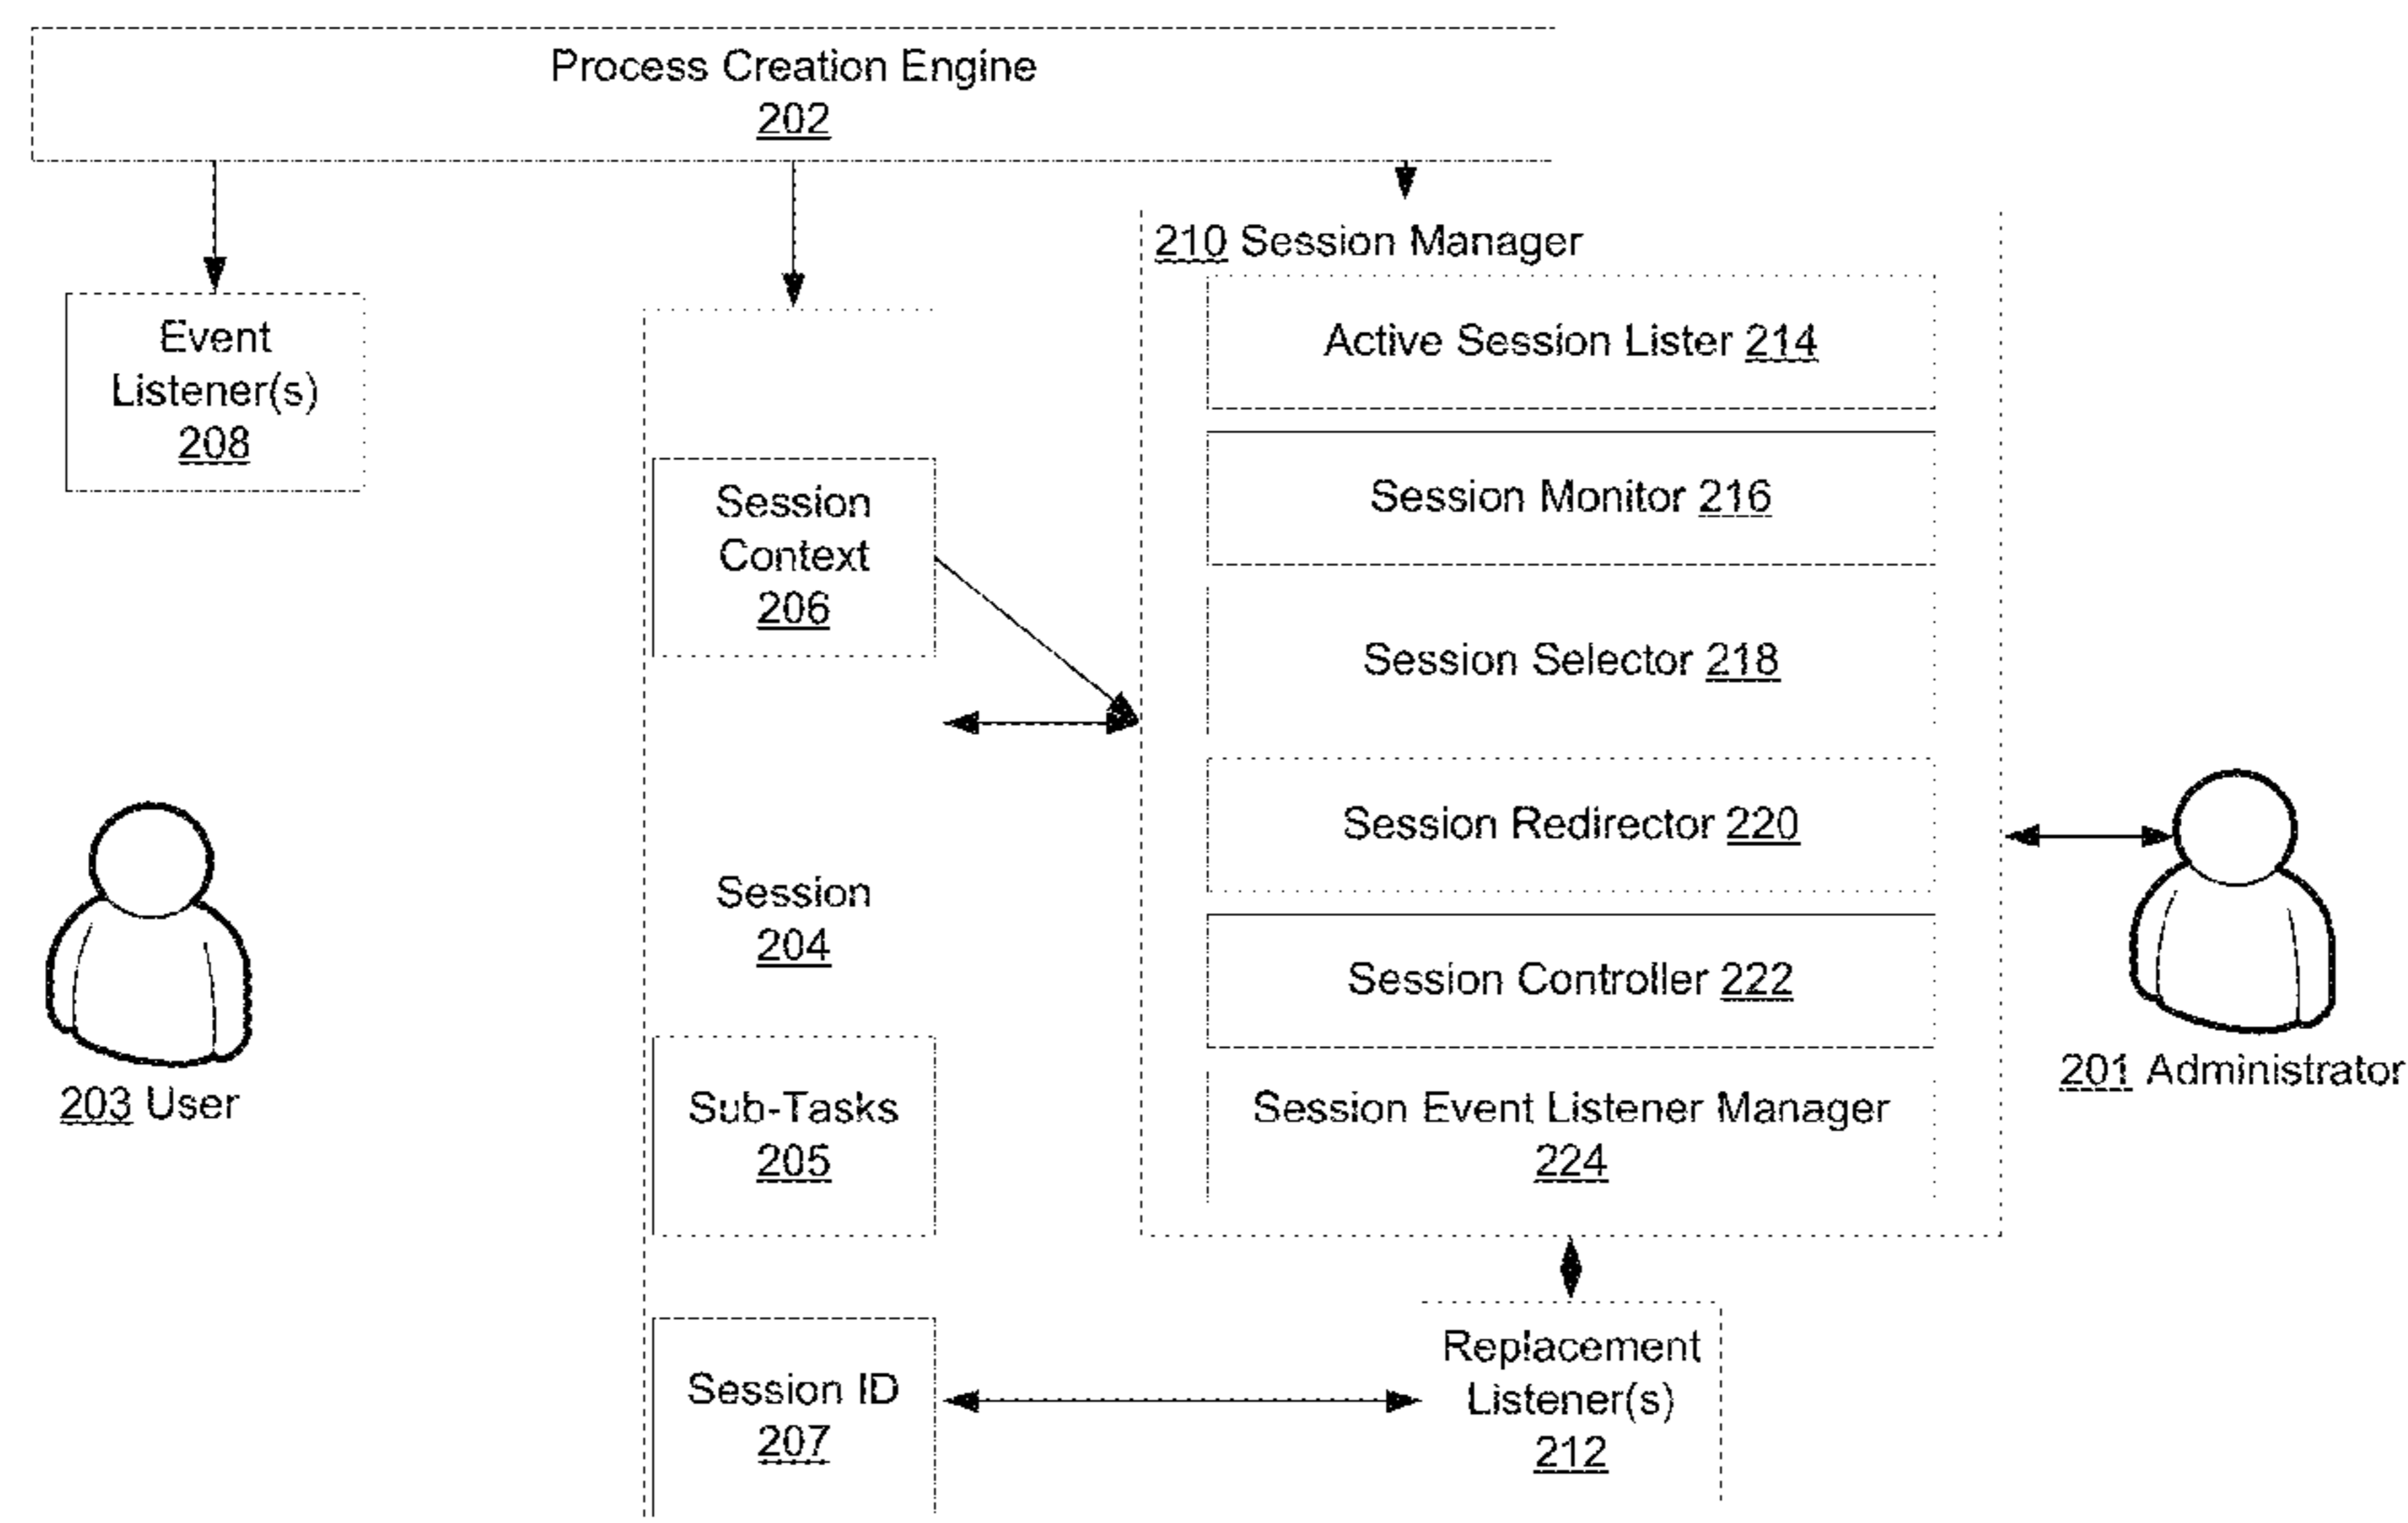 Process Creation Engine
202
Event
Listener(s)
208
Session
Context
206
Session
204
Sub-Tasks
205
Session ID
207
210 Session Manager
Active Session Lister 214
Session Monitor 216
Session Selector 218
Session Redirector 220
Session Controller 222
Session Event Listener Manager
224
Replacement
Listener(s)
212
203 User
201 Administrator